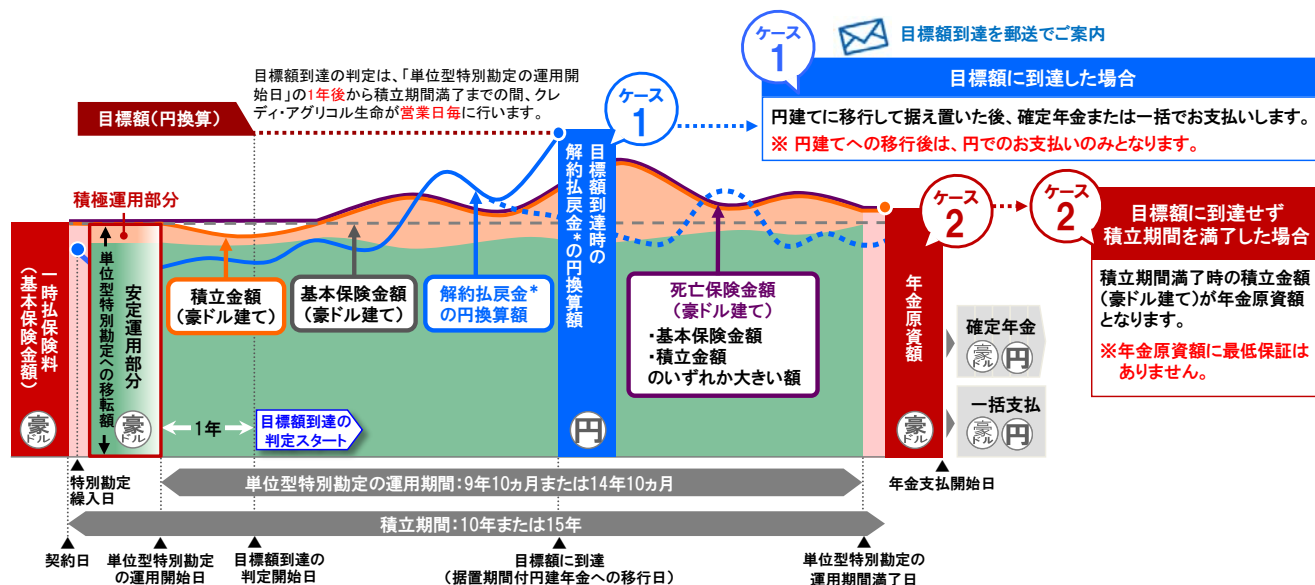 目標額到達の判定は、「単位型特別勘定の運用開
始日」の1年後から積立期間満了までの間、クレ
ディ・アグリコル生命が営業日毎に行います。
目標額(円換算)
ケース
1
ケース
1
目標額到達を郵送でご案内
目標額に到達した場合
円建てに移行して据え置いた後、確定年金または一括でお支払いします。
※ 円建てへの移行後は、円でのお支払いのみとなります。
積極運用部分
一時払保険料
(基本保険金額)
豪ドル
単位型特別勘定への移転額
安定運用部分
豪ドル
積立金額
(豪ドル建て)
基本保険金額
(豪ドル建て)
解約払戻金*
の円換算額
目標額到達時の
解約払戻金*の円換算額
円
死亡保険金額
(豪ドル建て)
・基本保険金額
・積立金額
のいずれか大きい額
年金原資額
豪ドル
ケース
2
ケース
2
目標額に到達せず
積立期間を満了した場合
積立期間満了時の積立金額
(豪ドル建て)が年金原資額
となります。
※年金原資額に最低保証は
ありません。
確定年金
豪ドル 円
一括支払
豪ドル 円
1年
目標額到達の
判定スタート
特別勘定
繰入日
単位型特別勘定の運用期間:9年10ヵ月または14年10ヵ月
年金支払開始日
積立期間:10年または15年
契約日
単位型特別勘定
の運用開始日
目標額到達の
判定開始日
目標額に到達
(据置期間付円建年金への移行日)
単位型特別勘定の
運用期間満了日